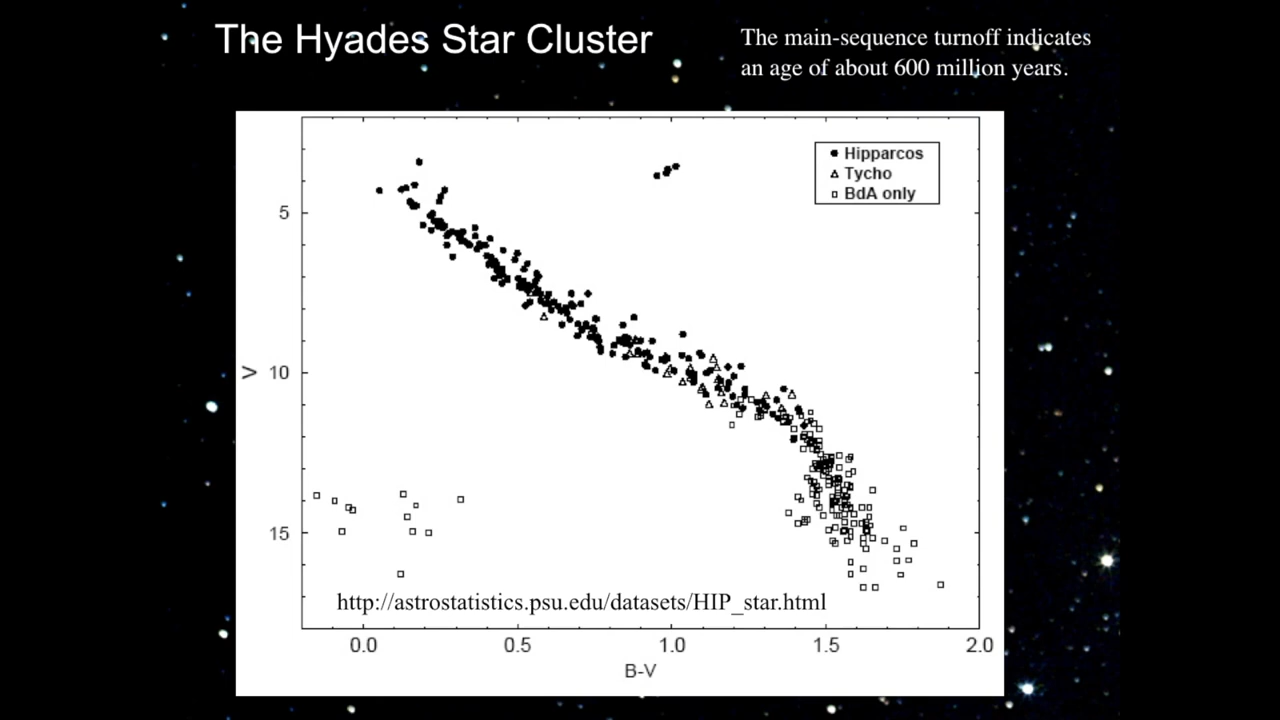 The Hyades Star Cluster
The main-sequence turnoff indicates
an age of about 600 million years.
Hipparcos
Tycho
BdA only
5
10
15
V
http://astrostatistics.psu.edu/datasets/HIP_star.html
0.0 0.5 1.0 1.5 2.0
B-V